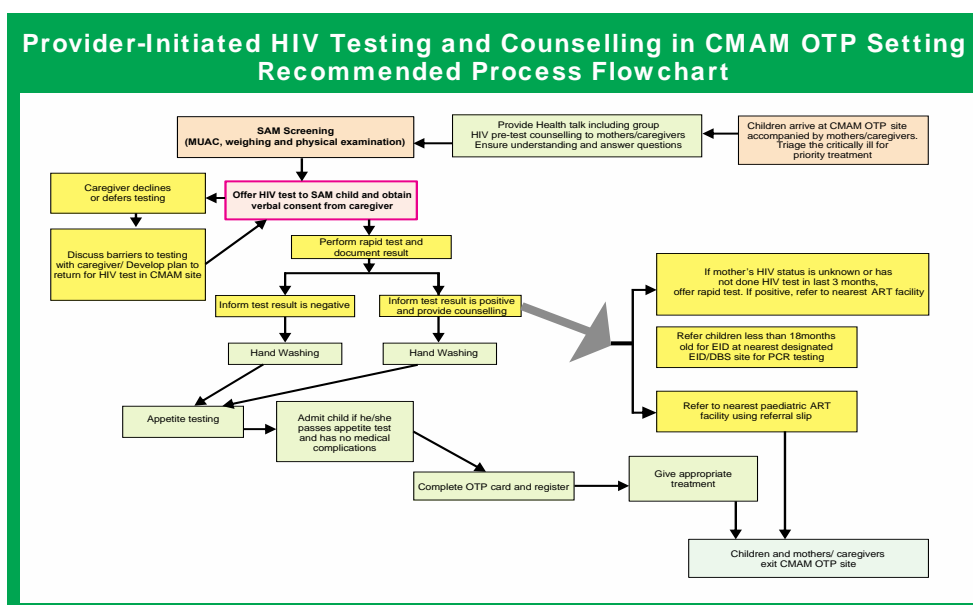 Provider-Initiated HIV Testing and Counselling in CMAM OTP Setting
Recommended Process Flowchart
SAM Screening
(MUAC, weighing and physical examination)
Provide Health talk including group
HIV pre-test counselling to mothers/caregivers
Ensure understanding and answer questions
Children arrive at CMAM OTP site
accompanied by mothers/caregivers.
Triage the critically ill for
priority treatment
Caregiver declines
or defers testing
Offer HIV test to SAM child and obtain
verbal consent from caregiver
Discuss barriers to testing
with caregiver/ Develop plan to
return for HIV test in CMAM site
Perform rapid test and
document result
Inform test result is negative
Inform test result is positive
and provide counselling
If mother's HIV status is unknown or has
not done HIV test in last 3 months,
offer rapid test. If positive, refer to nearest ART facility
Refer children less than 18months
old for EID at nearest designated
EID/DBS site for PCR testing
Hand Washing
Hand Washing
Refer to nearest paediatric ART
facility using referral slip
Appetite testing
Admit child if he/she
passes appetite test
and has no medical
complications
Complete OTP card and register
Give appropriate
treatment
Children and mothers/ caregivers
exit CMAM OTP site